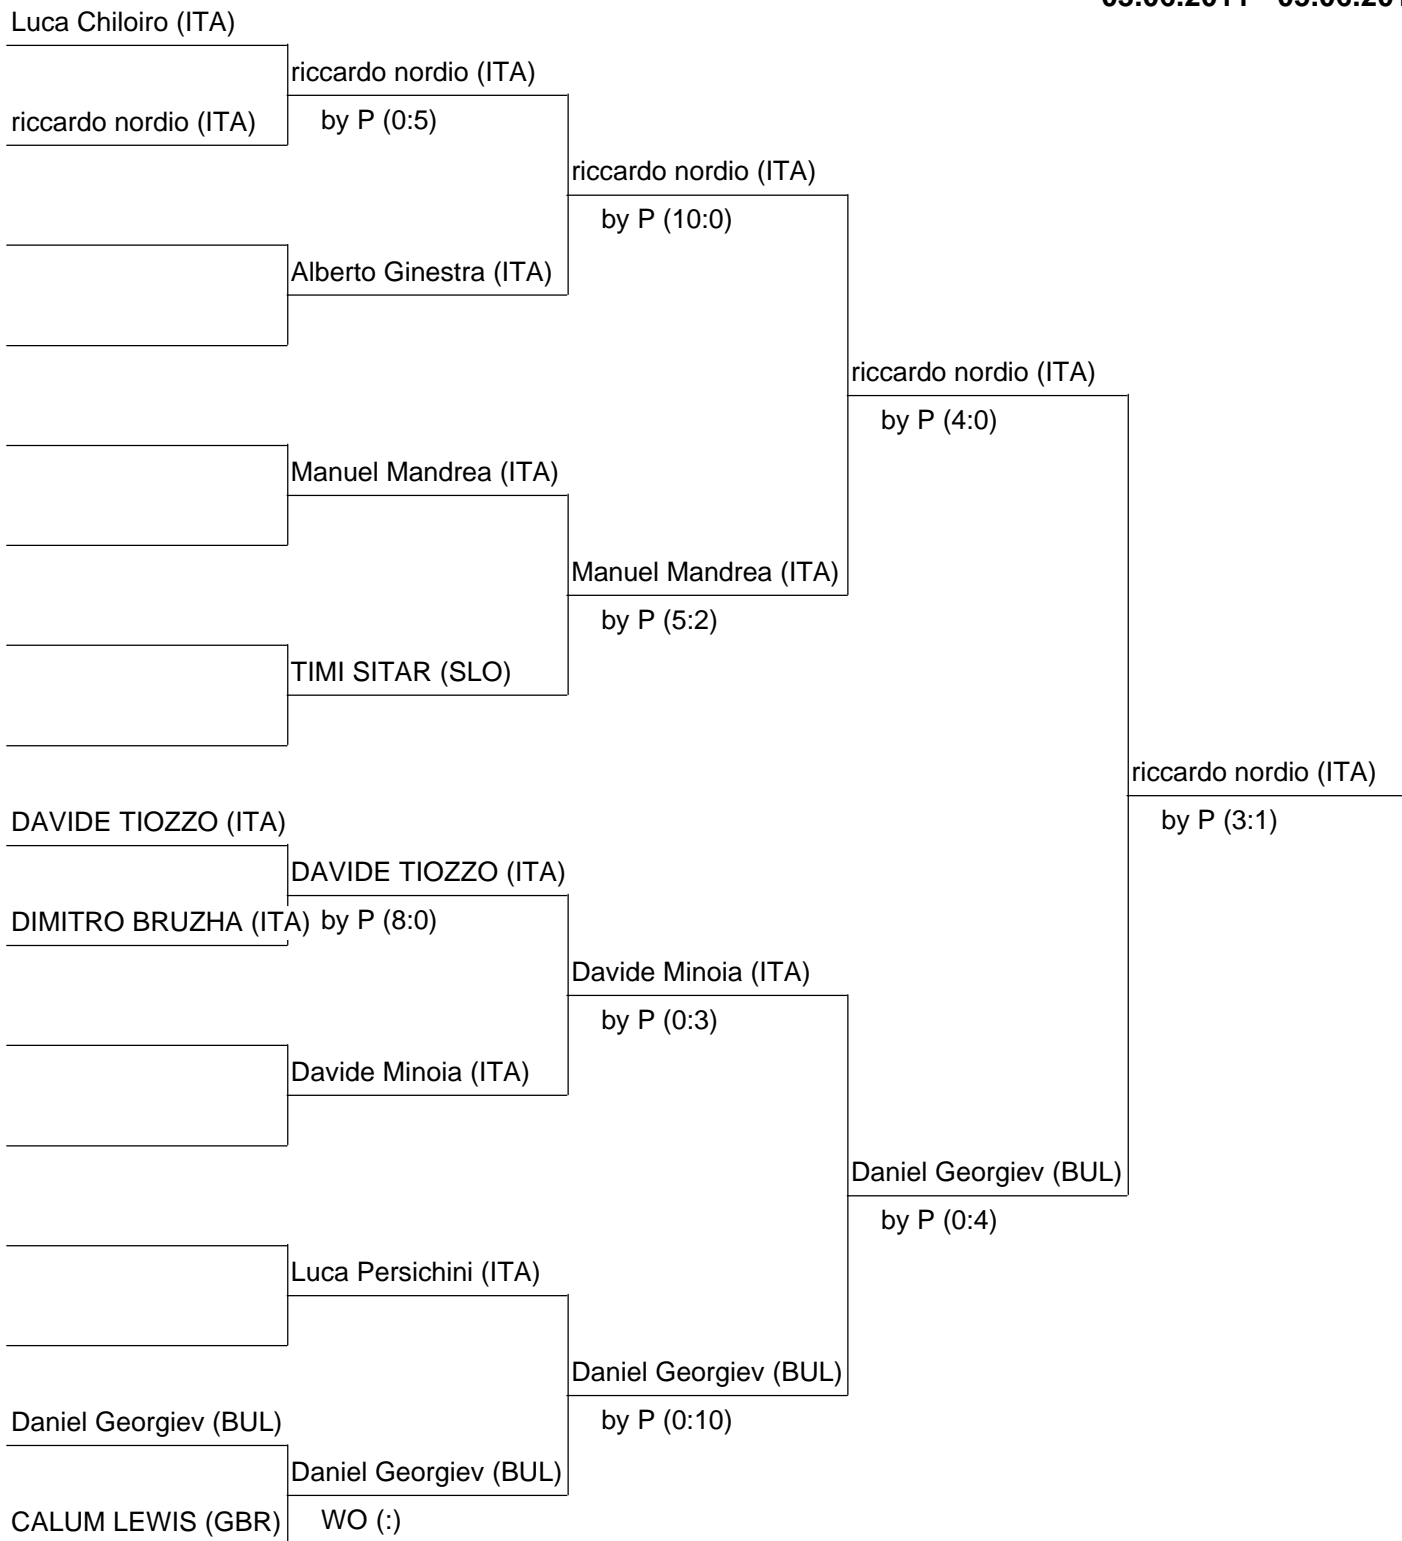 Luca Chiloiro (ITA)
riccardo nordio (ITA)
riccardo nordio (ITA)
by P (0:5)
riccardo nordio (ITA)
by P (10:0)
Alberto Ginestra (ITA)
riccardo nordio (ITA)
by P (4:0)
Manuel Mandrea (ITA)
Manuel Mandrea (ITA)
by P (5:2)
TIMI SITAR (SLO)
riccardo nordio (ITA)
by P (3:1)
DAVIDE TIOZZO (ITA)
DAVIDE TIOZZO (ITA)
DIMITRO BRUZHA (ITA) by P (8:0)
Davide Minoia (ITA)
by P (0:3)
Davide Minoia (ITA)
Daniel Georgiev (BUL)
by P (0:4)
Luca Persichini (ITA)
Daniel Georgiev (BUL)
by P (0:10)
Daniel Georgiev (BUL)
Daniel Georgiev (BUL)
CALUM LEWIS (GBR)
WO (:)